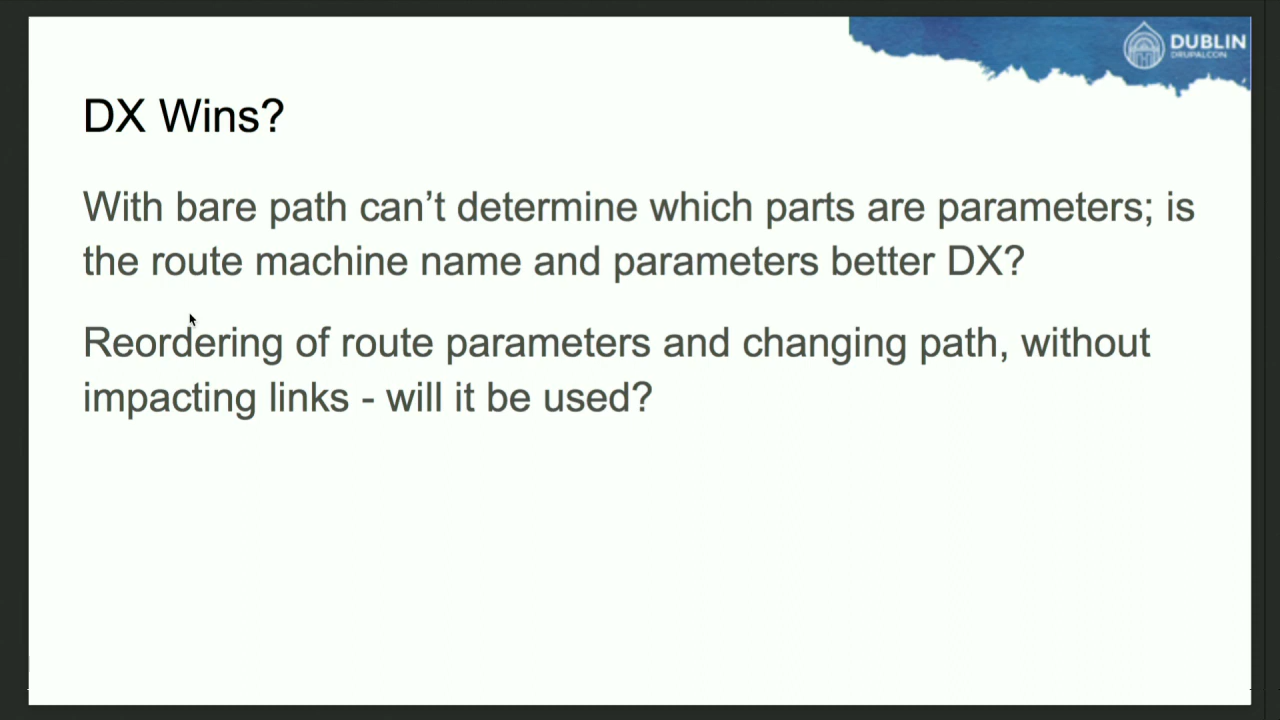 DUBLIN
DRUPALCON
DX Wins?
With bare path can’t determine which parts are parameters; is
the route machine name and parameters better DX?
Reordering of route parameters and changing path, without
impacting links - will it be used?